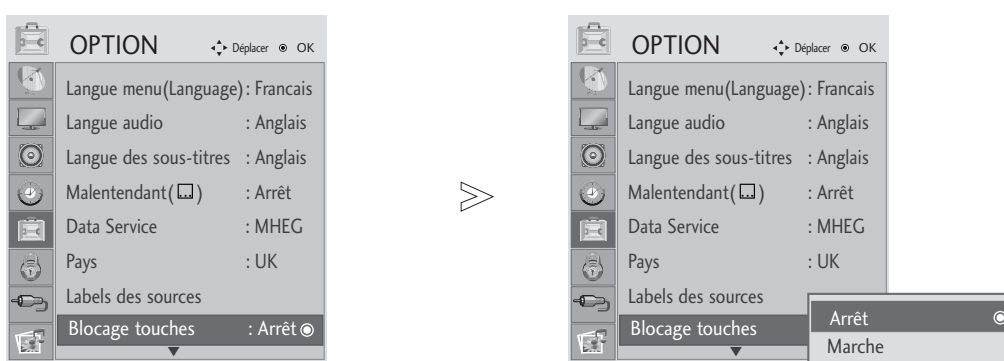 OPTION Déplacer OK
Langue menu(Language) : Francais
Langue audio : Anglais
Langue des sous-titres : Anglais
Malentendant( ) : Arrêt
Data Service : MHEG
Pays : UK
Labels des sources
Blocage touches : Arrêt
OPTION Déplacer OK
Langue menu(Language) : Francais
Langue audio : Anglais
Langue des sous-titres : Anglais
Malentendant( ) : Arrêt
Data Service : MHEG
Pays : UK
Labels des sources
Blocage touches
Arrêt
Marche